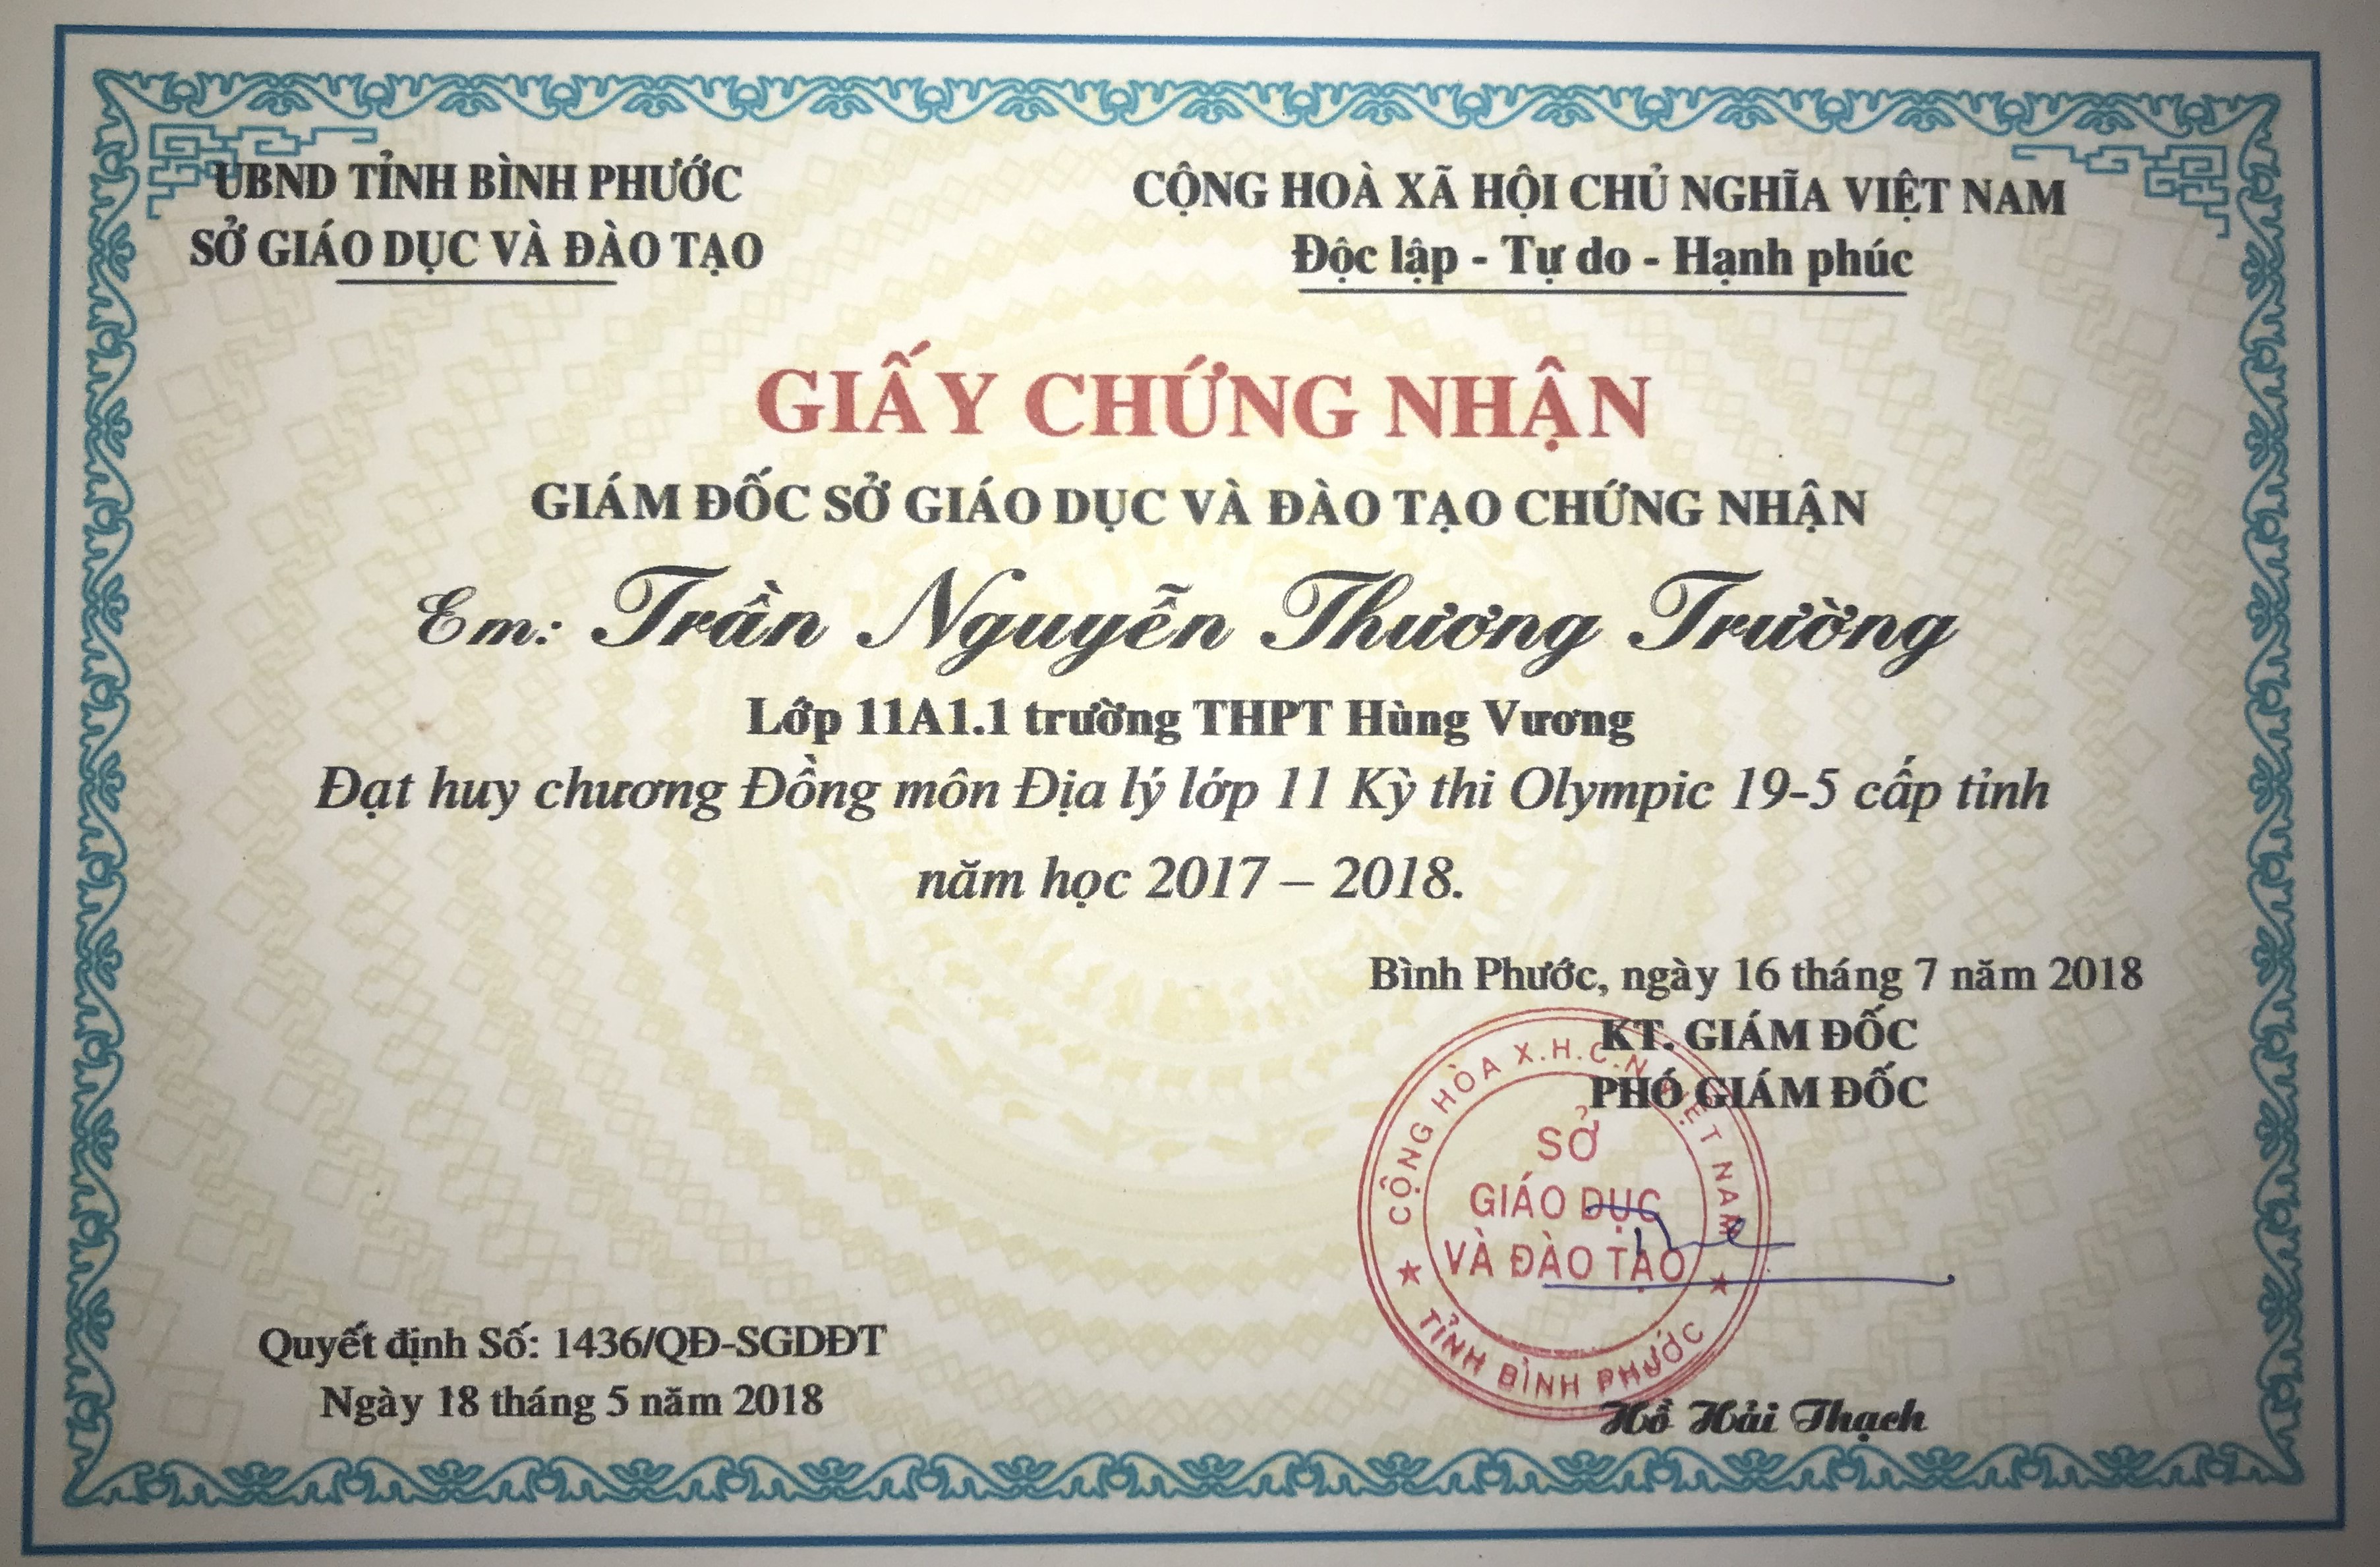 UBND TỈNH BÌNH PHƯỚC
SỞ GIÁO DỤC VÀ ĐÀO TẠO
CỘNG HOÀ XÃ HỘI CHỦ NGHĨA VIỆT NAM
Độc lập - Tự do - Hạnh phúc
GIẤY CHỨNG NHẬN
GIÁM ĐỐC SỞ GIÁO DỤC VÀ ĐÀO TẠO CHỨNG NHẬN
Em: Trần Nguyễn Thương Trường
Lớp 11A1.1 trường THPT Hùng Vương
Đạt huy chương Đồng môn Địa lý lớp 11 Kỳ thi Olympic 19-5 cấp tỉnh
năm học 2017 – 2018.
Bình Phước, ngày 16 tháng 7 năm 2018
KT. GIÁM ĐỐC
PHÓ GIÁM ĐỐC
CỘNG HÒA X.H.C.N VIỆT NAM
SỞ
GIÁO DỤC
VÀ ĐÀO TẠO
★ TỈNH BÌNH PHƯỚC ★
Hồ Hải Thạch
Quyết định Số: 1436/QĐ-SGDĐT
Ngày 18 tháng 5 năm 2018